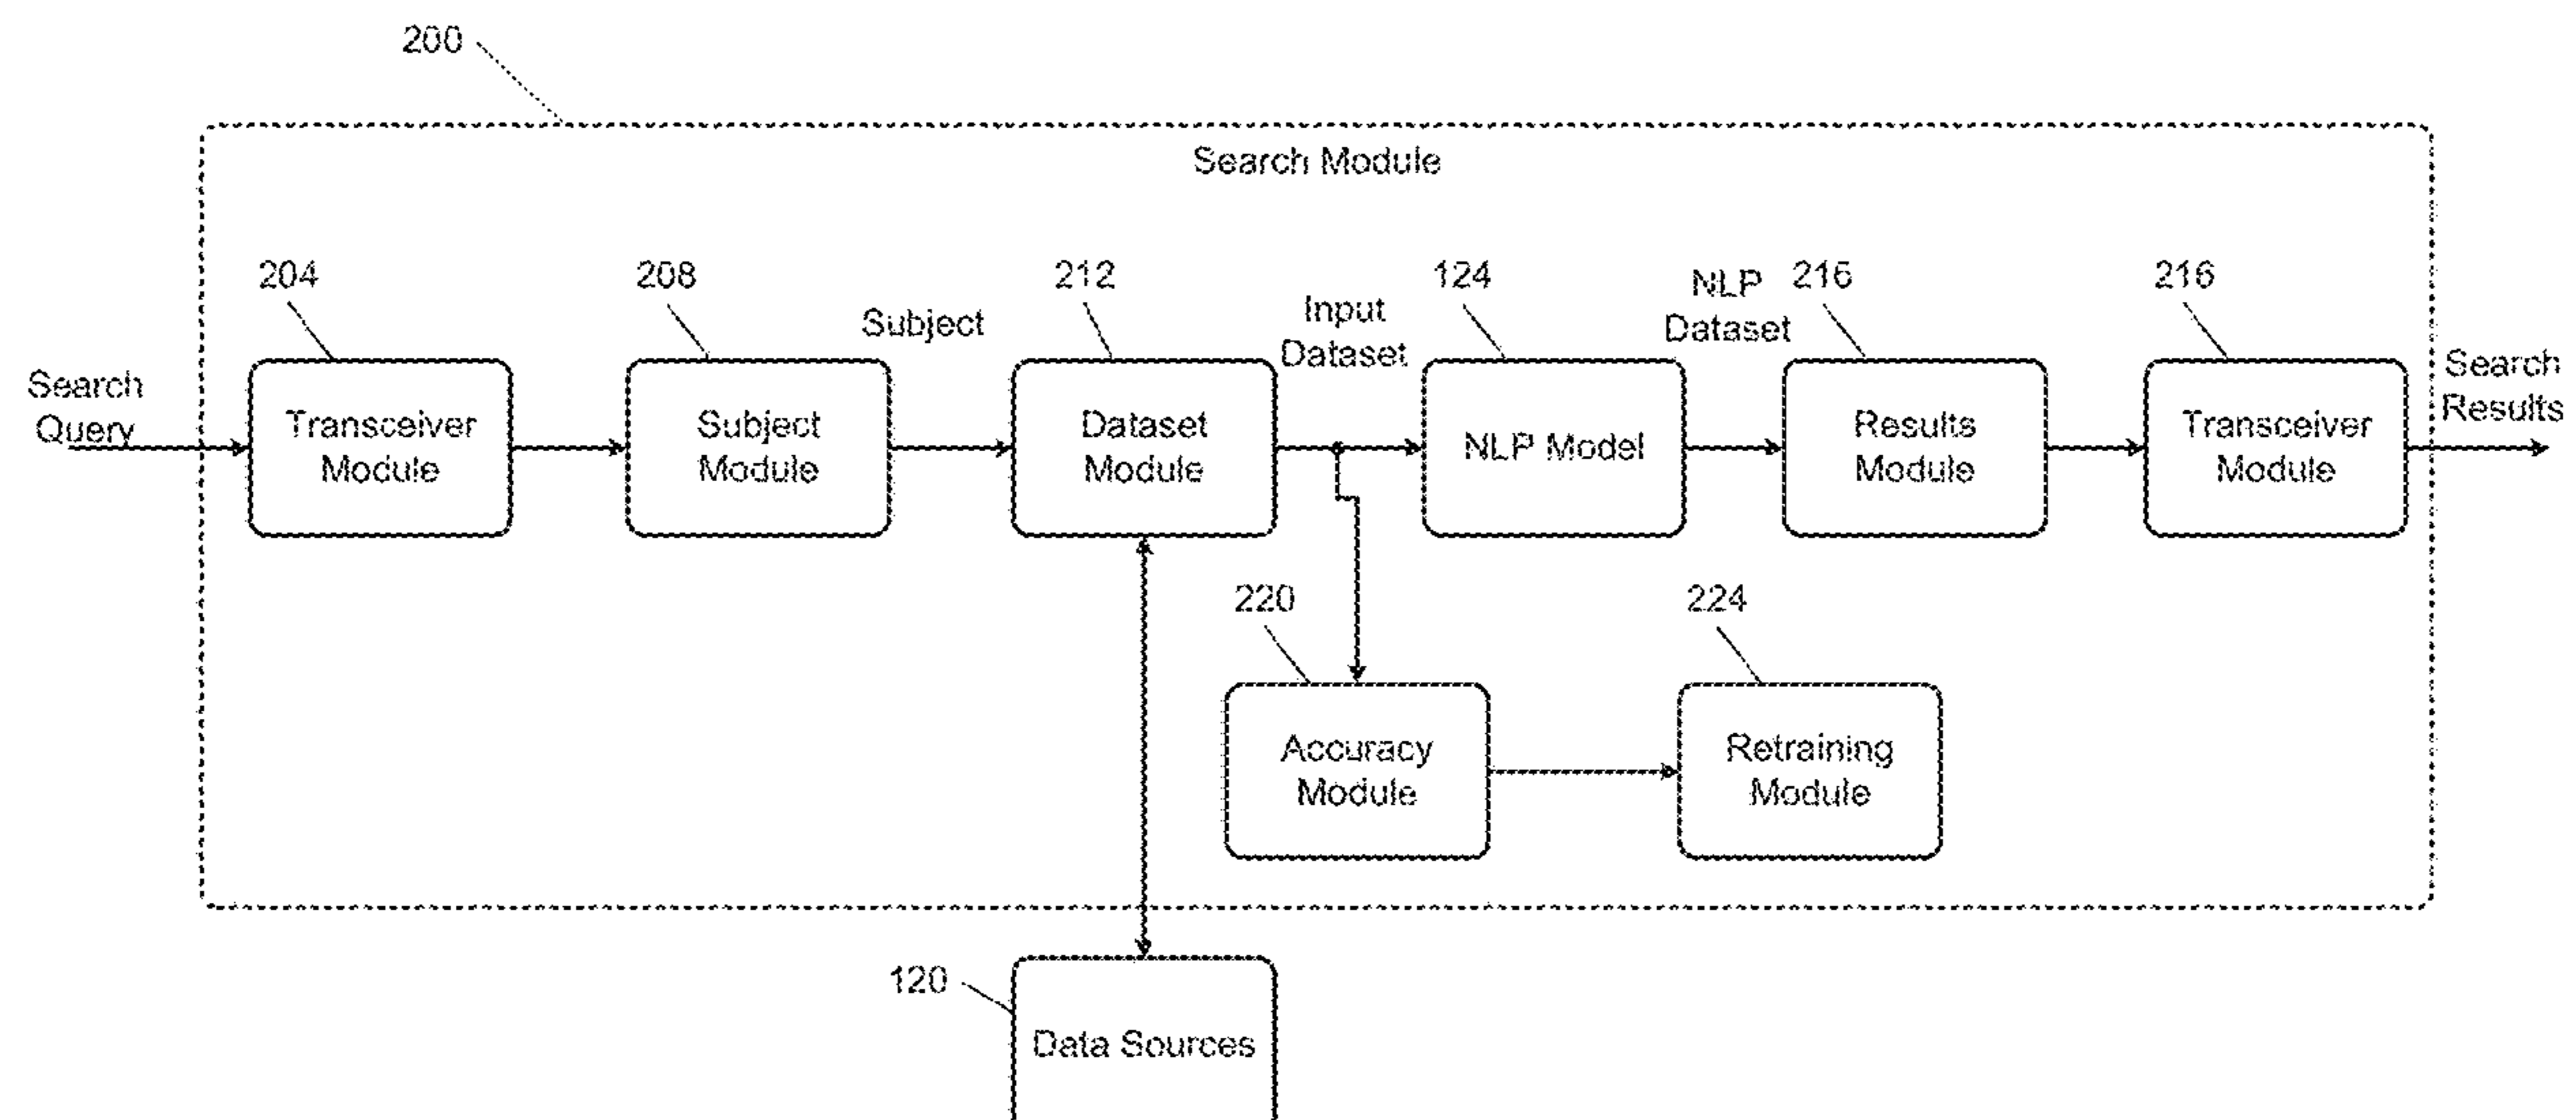 200
Search Module
204
208
Subject
212
Input
Dataset
124
NLP
Dataset
216
216
Search
Query
Transceiver
Module
Subject
Module
Dataset
Module
NLP Model
Results
Module
Transceiver
Module
Search
Results
220
224
Accuracy
Module
Retraining
Module
120
Data Sources